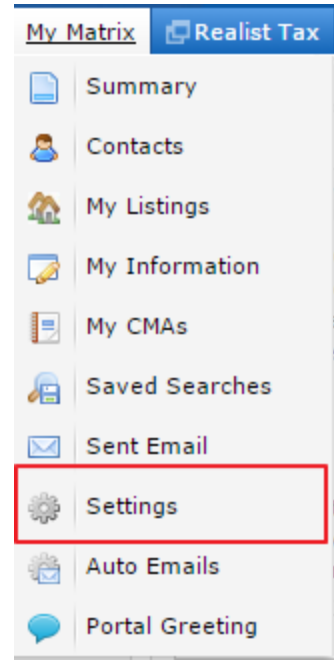 My Matrix Realist Tax
Summary
Contacts
My Listings
My Information
My CMAs
Saved Searches
Sent Email
Settings
Auto Emails
Portal Greeting